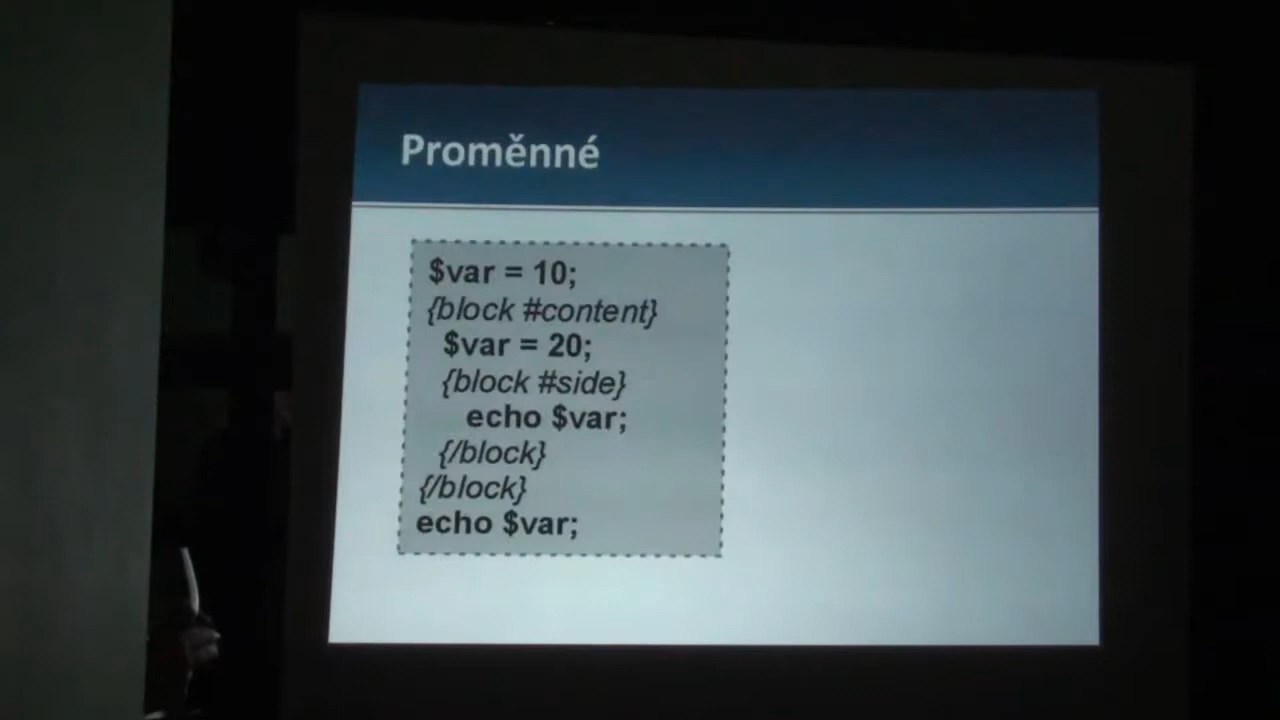 Proměnné
$var = 10;
{block #content}
$var = 20;
{block #side}
echo $var;
{/block}
{/block}
echo $var;